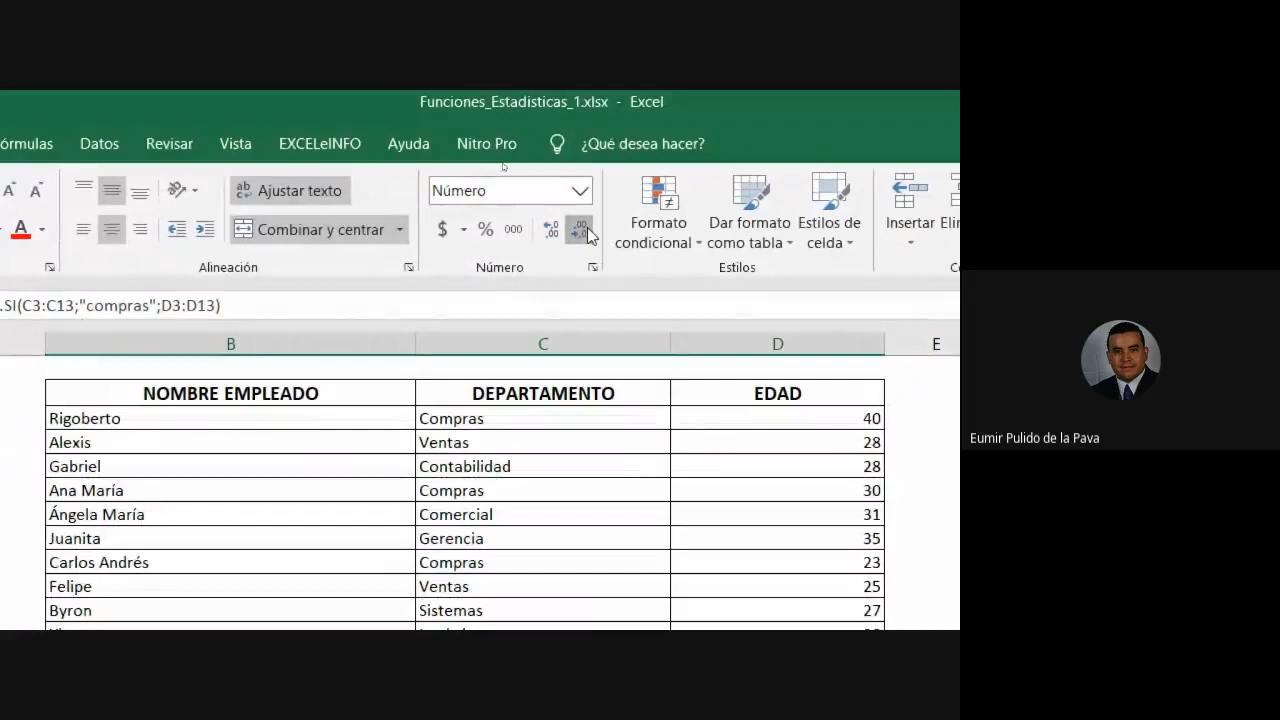 Funciones_Estadisticas_1.xlsx - Excel
órmulas Datos Revisar Vista EXCELeINFO Ayuda Nitro Pro ¿Qué desea hacer?
A A ab Ajustar texto Número
A Combinar y centrar $ % 000 ,00 ,00
Formato condicional
Dar formato como tabla
Estilos de celda
Insertar Elin
Alineación Número Estilos
.SI(C3:C13;"compras";D3:D13)
B C D E
NOMBRE EMPLEADO DEPARTAMENTO EDAD
Rigoberto Compras 40
Alexis Ventas 28
Gabriel Contabilidad 28
Ana María Compras 30
Ángela María Comercial 31
Juanita Gerencia 35
Carlos Andrés Compras 23
Felipe Ventas 25
Byron Sistemas 27
Eumir Pulido de la Pava